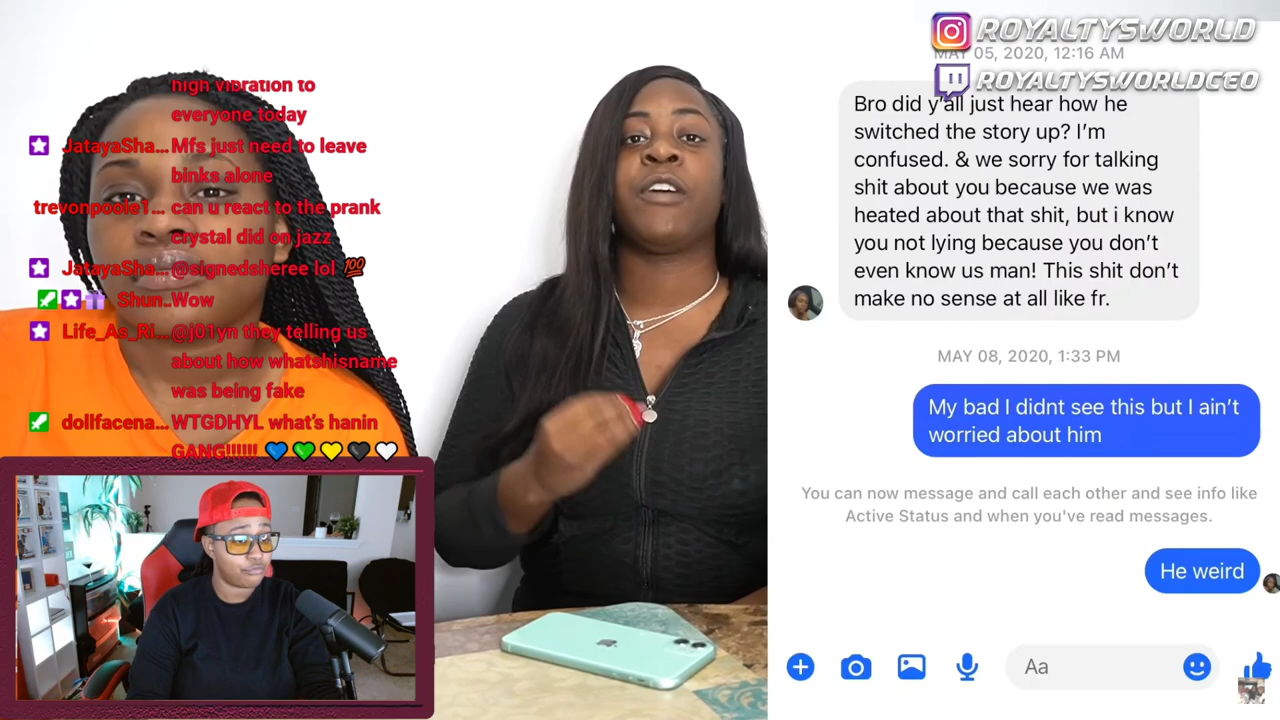 high vibration to
everyone today
JatayaSha... Mfs just need to leave
binks alone
trevonpoole1... can u react to the prank
crystal did on jazz
JatayaSha... @signedsheree lol 💯
Shun.. Wow
Life_As_Ri... @j01yn they telling us
about how whatshisname
was being fake
dollfacena... WTGDHYL what's hanin
GANG!!!!!! 💙💚💛🖤🤍
ROYALTYSWORLD
MAY 05, 2020, 12:16 AM
ROYALTYSWORLDCEO
Bro did y'all just hear how he
switched the story up? I'm
confused. & we sorry for talking
shit about you because we was
heated about that shit, but i know
you not lying because you don't
even know us man! This shit don't
make no sense at all like fr.
MAY 08, 2020, 1:33 PM
My bad I didnt see this but I ain't
worried about him
You can now message and call each other and see info like
Active Status and when you've read messages.
He weird
Aa